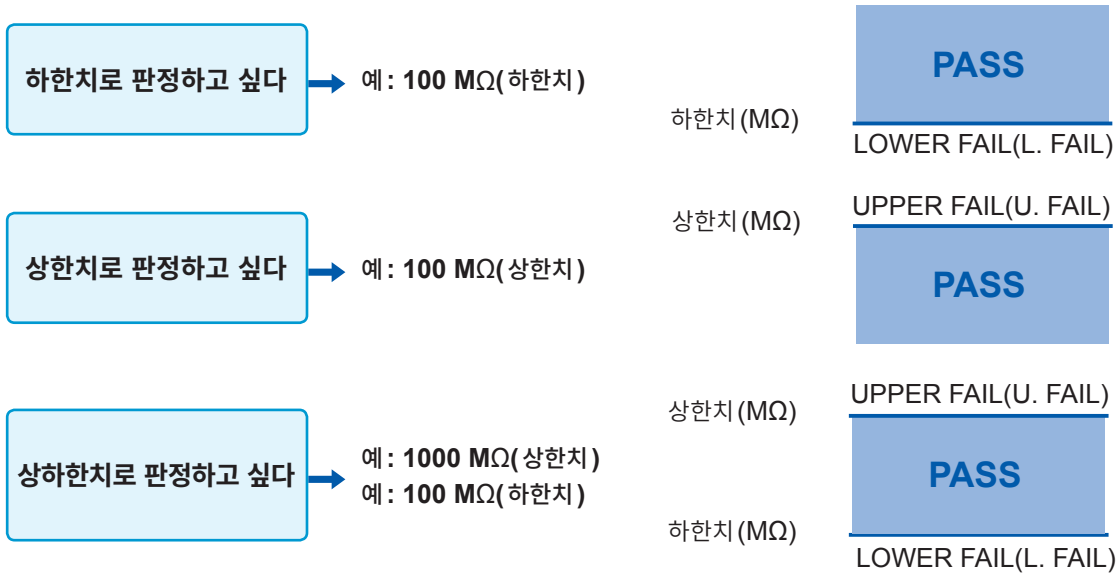 하한치로 판정하고 싶다
예: 100 MΩ(하한치)
하한치(MΩ)
PASS
LOWER FAIL(L. FAIL)
상한치로 판정하고 싶다
예: 100 MΩ(상한치)
상한치(MΩ)
UPPER FAIL(U. FAIL)
PASS
상하한치로 판정하고 싶다
예: 1000 MΩ(상한치)
예: 100 MΩ(하한치)
상한치(MΩ)
UPPER FAIL(U. FAIL)
PASS
하한치(MΩ)
LOWER FAIL(L. FAIL)